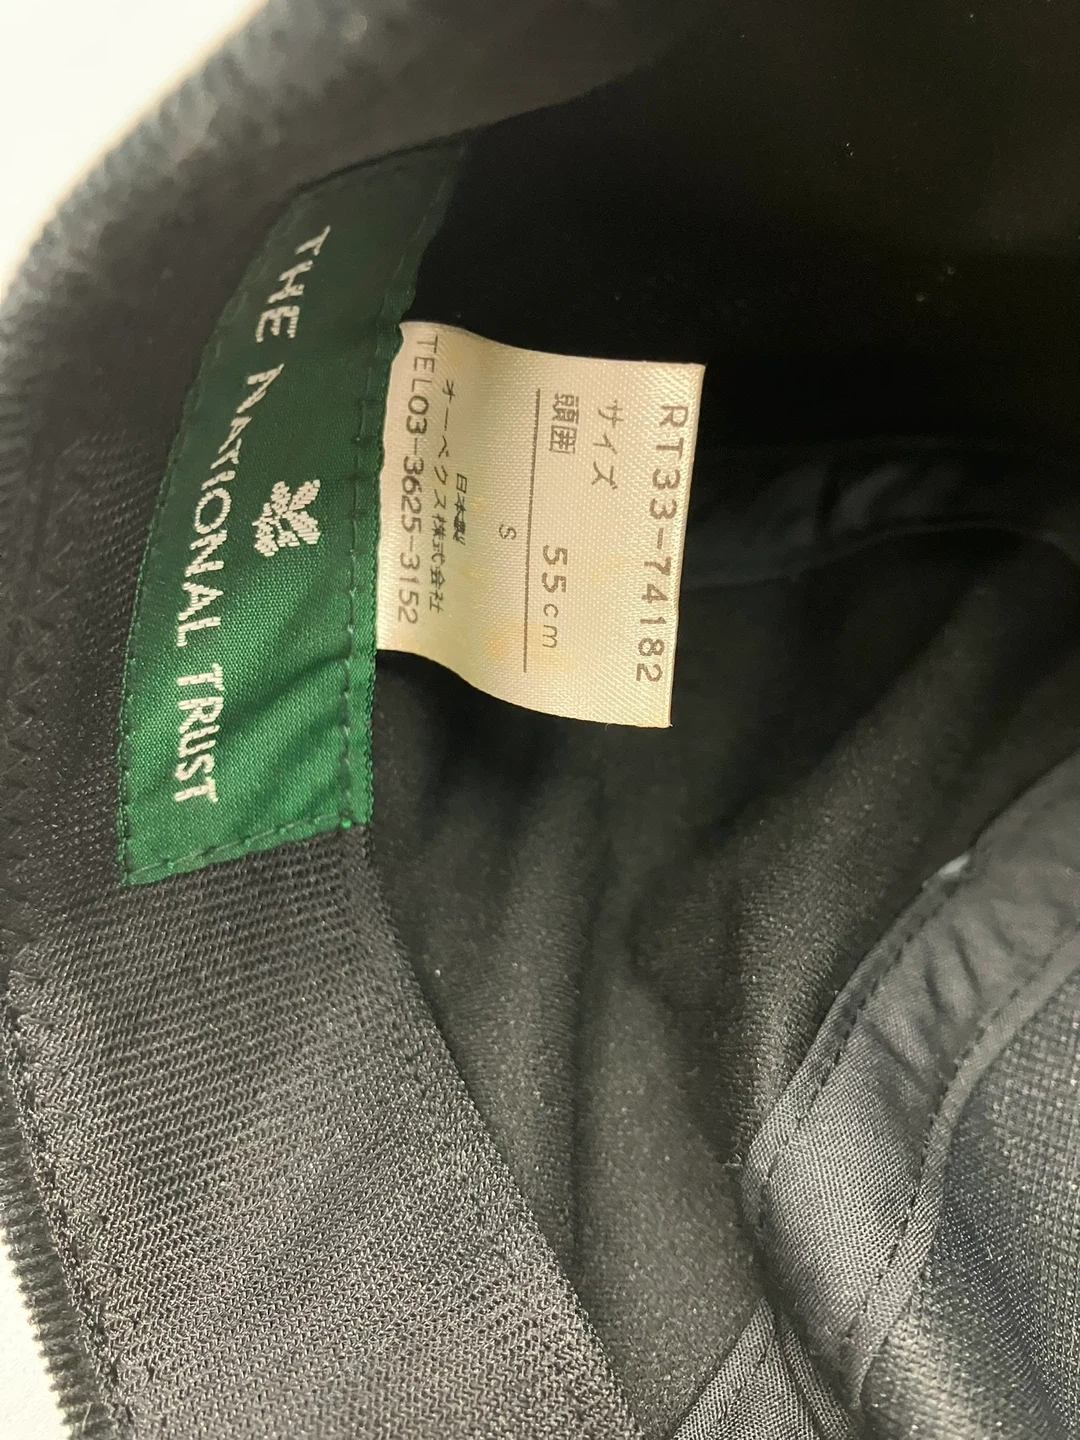 THE NATIONAL TRUST
RT33-74182
サイズ
頭囲 55cm
S
日本製
オーベクス株式会社
TEL03-3625-3152